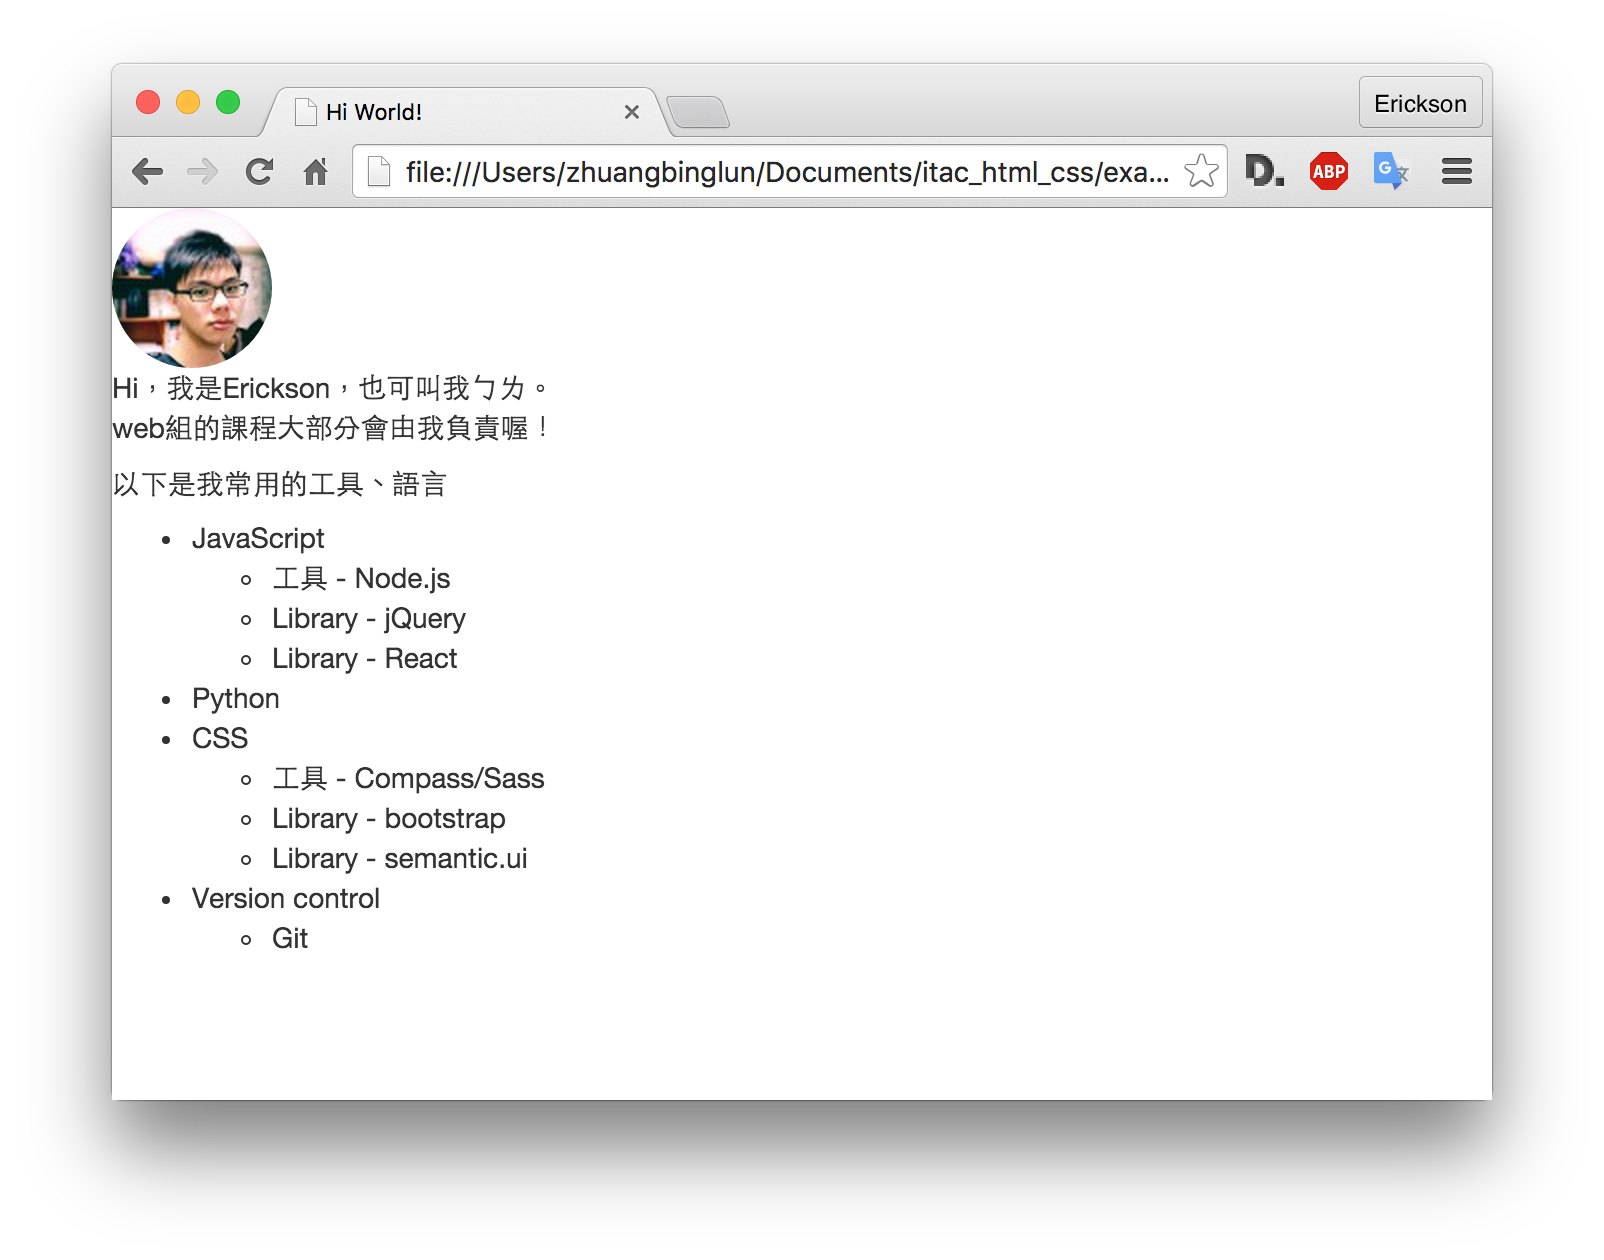 Hi World!
Erickson
file:///Users/zhuangbinglun/Documents/itac_html_css/exa...
D.
ABP
G 文
Hi，我是Erickson，也可叫我ㄅㄌ。
web組的課程大部分會由我負責喔！
以下是我常用的工具、語言
• JavaScript
◦ 工具 - Node.js
◦ Library - jQuery
◦ Library - React
• Python
• CSS
◦ 工具 - Compass/Sass
◦ Library - bootstrap
◦ Library - semantic.ui
• Version control
◦ Git